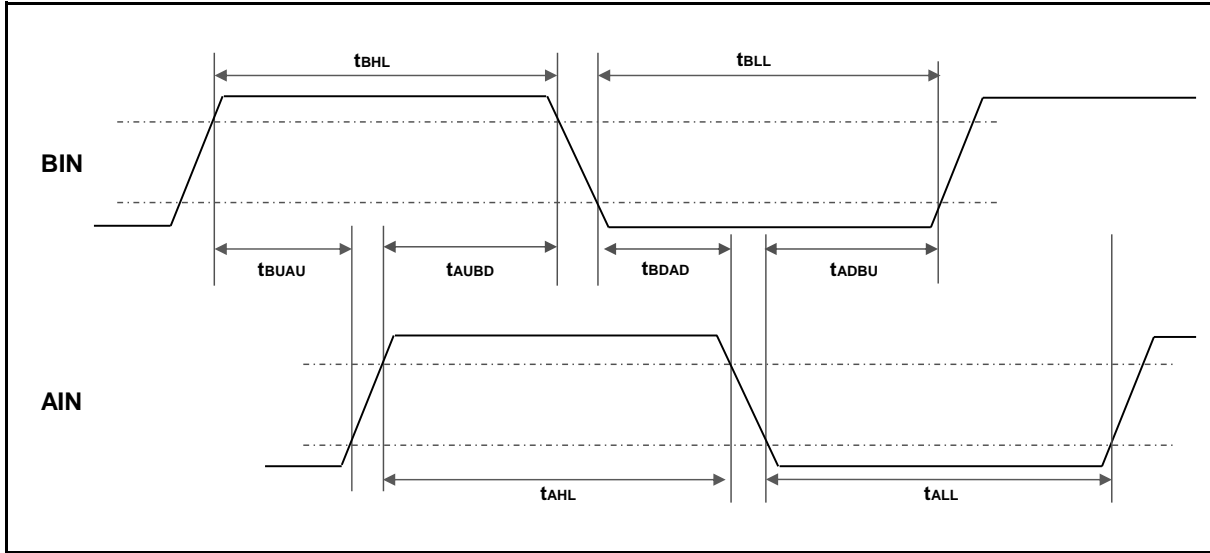 tBHL tBLL
BIN
tBUAU tAUBD tBDAD tADBU
AIN
tAHL tALL